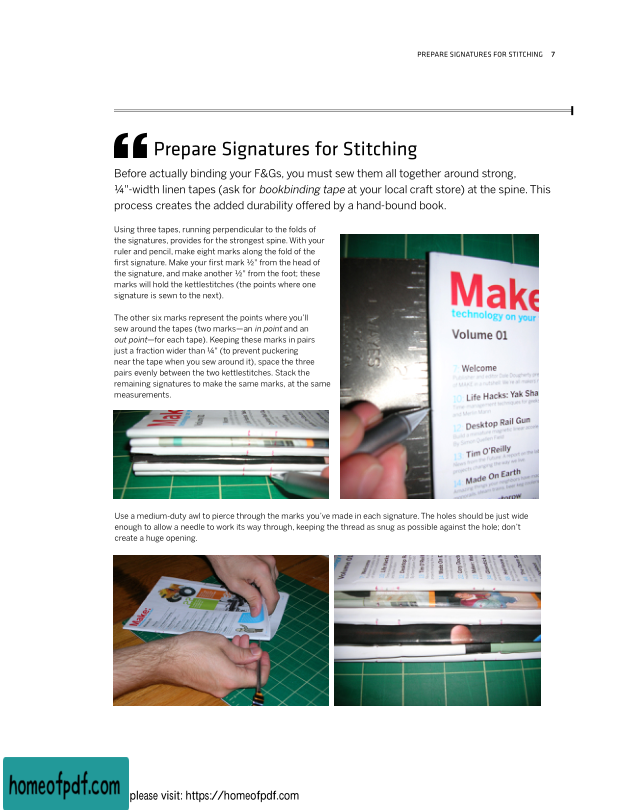 PREPARE SIGNATURES FOR STITCHING 7
Prepare Signatures for Stitching
Before actually binding your F&Gs, you must sew them all together around strong,
¼"-width linen tapes (ask for bookbinding tape at your local craft store) at the spine. This
process creates the added durability offered by a hand-bound book.
Using three tapes, running perpendicular to the folds of
the signatures, provides for the strongest spine. With your
ruler and pencil, make eight marks along the fold of the
first signature. Make your first mark ½" from the head of
the signature, and make another ½" from the foot; these
marks will hold the kettlestitches (the points where one
signature is sewn to the next).
The other six marks represent the points where you'll
sew around the tapes (two marks—an in point and an
out point—for each tape). Keeping these marks in pairs
just a fraction wider than ¼" (to prevent puckering
near the tape when you sew around it), space the three
pairs evenly between the two kettlestitches. Stack the
remaining signatures to make the same marks, at the same
measurements.
Make
technology on your
Volume 01
Welcome
Life Hacks: Yak Sha
Desktop Rail Gun
Tim O'Reilly
Made On Earth
Use a medium-duty awl to pierce through the marks you've made in each signature. The holes should be just wide
enough to allow a needle to work its way through, keeping the thread as snug as possible against the hole; don't
create a huge opening.
Make:
homeofpdf.com
please visit: https://homeofpdf.com